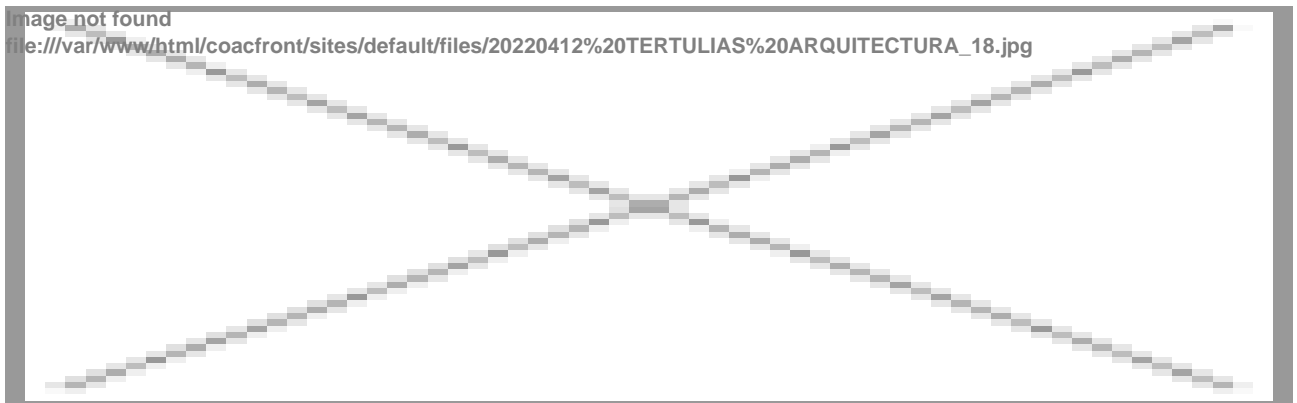 Image not found
file:///var/www/html/coacfront/sites/default/files/20220412%20TERTULIAS%20ARQUITECTURA_18.jpg